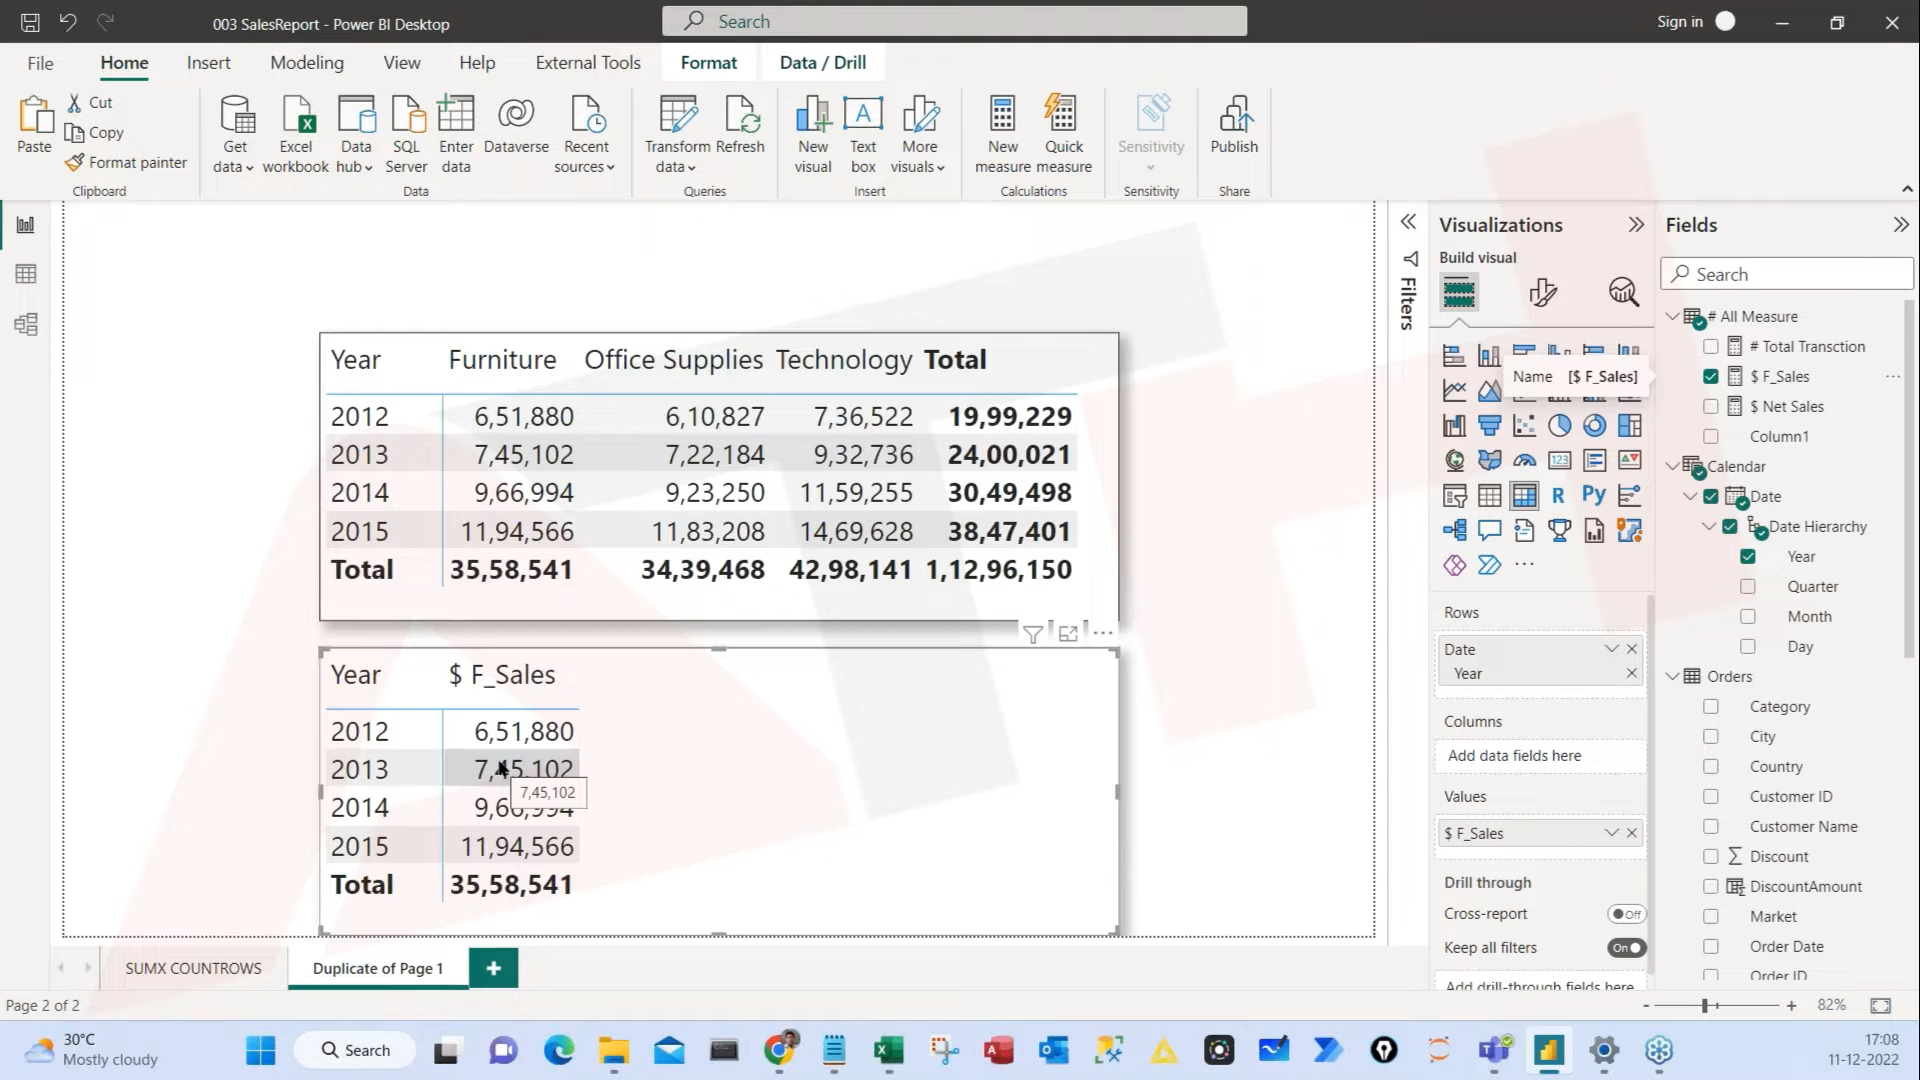 003 SalesReport - Power BI Desktop
Search
Sign in
File Home Insert Modeling View Help External Tools Format Data / Drill
Paste
Cut
Copy
Format painter
Clipboard
Get data
Excel workbook
Data hub
SQL Server
Enter data
Dataverse
Recent sources
Data
Transform data
Refresh
Queries
New visual
Text box
More visuals
Insert
New measure
Quick measure
Calculations
Sensitivity
Sensitivity
Publish
Share
Year Furniture Office Supplies Technology Total
2012 6,51,880 6,10,827 7,36,522 19,99,229
2013 7,45,102 7,22,184 9,32,736 24,00,021
2014 9,66,994 9,23,250 11,59,255 30,49,498
2015 11,94,566 11,83,208 14,69,628 38,47,401
Total 35,58,541 34,39,468 42,98,141 1,12,96,150
Year $ F_Sales
2012 6,51,880
2013 7,45,102
7,45,102
2014 9,66,994
2015 11,94,566
Total 35,58,541
Filters
Visualizations
Build visual
Name [$ F_Sales]
123
R Py
Rows
Date
Year
Columns
Add data fields here
Values
$ F_Sales
Drill through
Cross-report Off
Keep all filters On
Add drill-through fields here
Fields
Search
# All Measure
# Total Transction
$ F_Sales
$ Net Sales
Column1
Calendar
Date
Date Hierarchy
Year
Quarter
Month
Day
Orders
Category
City
Country
Customer ID
Customer Name
Discount
DiscountAmount
Market
Order Date
Order ID
SUMX COUNTROWS
Duplicate of Page 1
Page 2 of 2
82%
30°C
Mostly cloudy
Search
17:08
11-12-2022